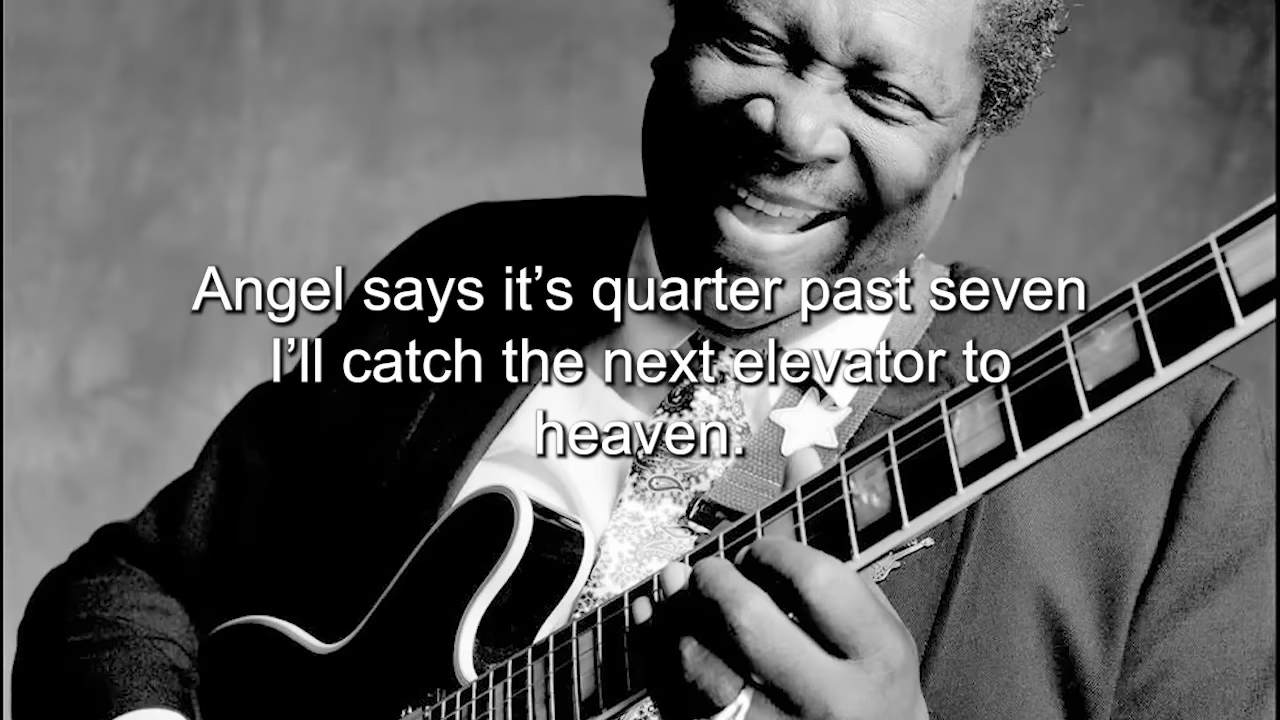 Angel says it’s quarter past seven
I’ll catch the next elevator to
heaven.